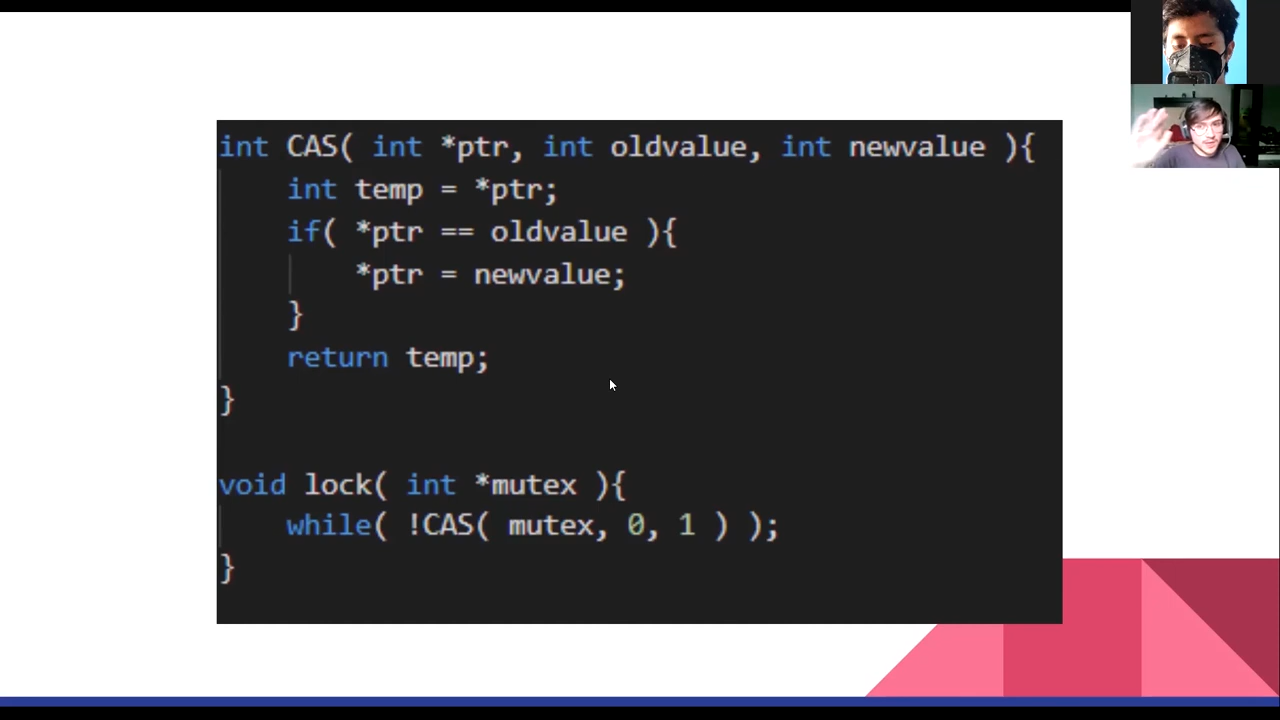 int CAS( int *ptr, int oldvalue, int newvalue ){
    int temp = *ptr;
    if( *ptr == oldvalue ){
        *ptr = newvalue;
    }
    return temp;
}
void lock( int *mutex ){
    while( !CAS( mutex, 0, 1 ) );
}